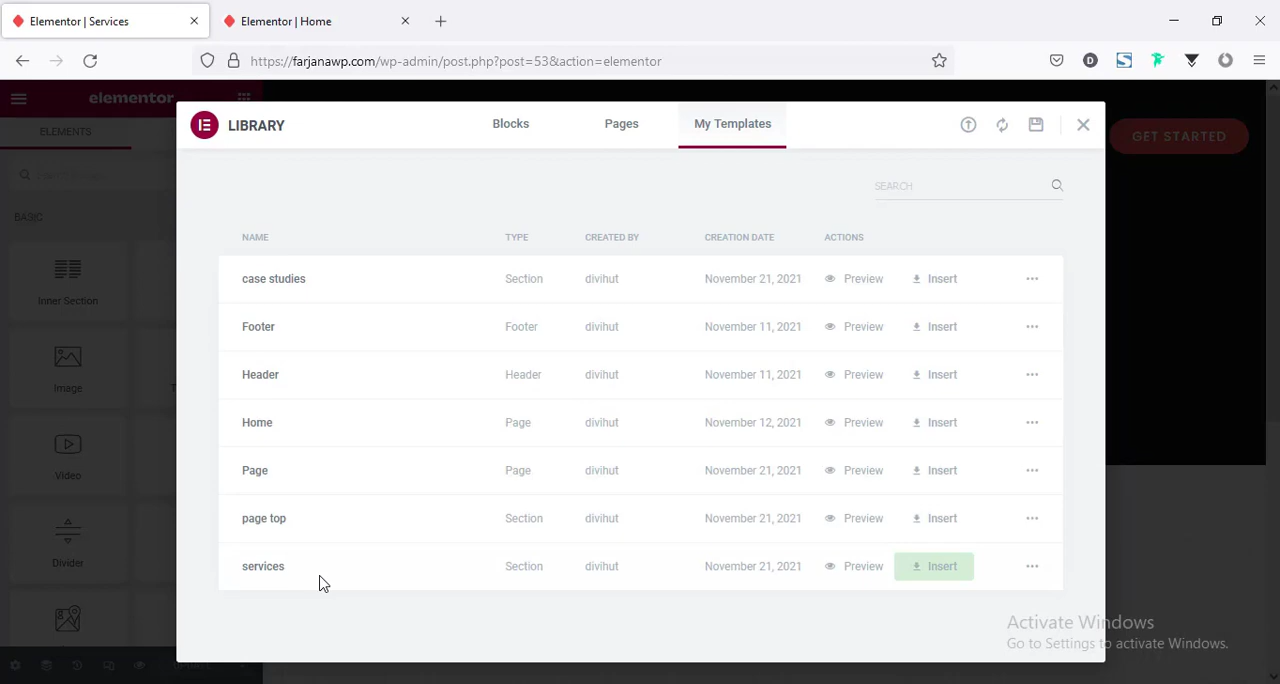 Elementor | Services
Elementor | Home
https://farjanawp.com/wp-admin/post.php?post=53&action=elementor
elementor
ELEMENTS
BASIC
Inner Section
Image
Video
Divider
GET STARTED
LIBRARY
Blocks
Pages
My Templates
SEARCH
NAME TYPE CREATED BY CREATION DATE ACTIONS
case studies Section divihut November 21, 2021 Preview Insert
Footer Footer divihut November 11, 2021 Preview Insert
Header Header divihut November 11, 2021 Preview Insert
Home Page divihut November 12, 2021 Preview Insert
Page Page divihut November 21, 2021 Preview Insert
page top Section divihut November 21, 2021 Preview Insert
services Section divihut November 21, 2021 Preview Insert
Activate Windows
Go to Settings to activate Windows.